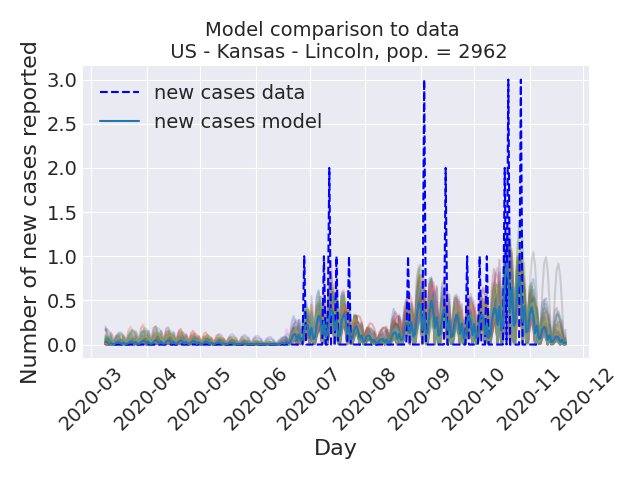 Model comparison to data
US - Kansas - Lincoln, pop. = 2962
Number of new cases reported
3.0
2.5
2.0
1.5
1.0
0.5
0.0
new cases data
new cases model
2020-03
2020-04
2020-05
2020-06
2020-07
2020-08
2020-09
2020-10
2020-11
2020-12
Day